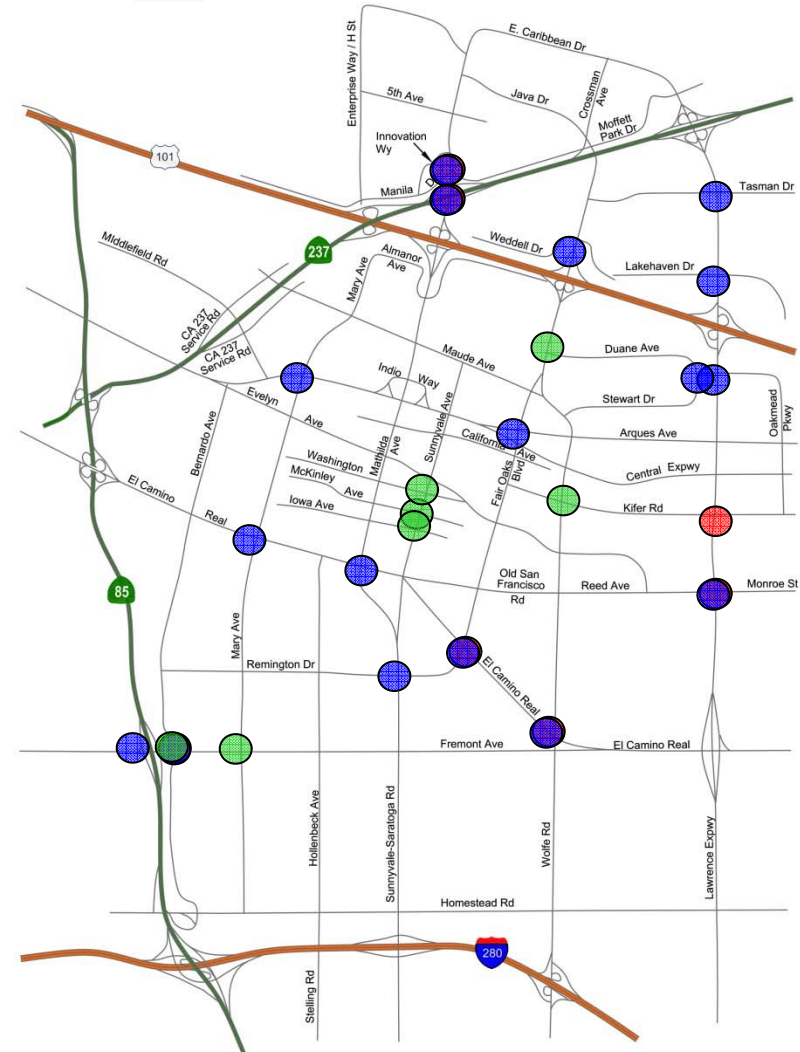 E. Caribbean Dr
Enterprise Way / H St
5th Ave
Java Dr
Crossman
Ave
Moffett
Park Dr
Innovation
Wy
101
Manila
D
Tasman Dr
Weddell Dr
237
Middlefield Rd
Almanor
Ave
Mary Ave
Lakehaven Dr
CA 237
Service Rd
CA 237
Service Rd
Maude Ave
Duane Ave
Indio
Way
Stewart Dr
Oakmead
Pkwy
Evelyn
Ave
Bernardo Ave
Mathilda
Ave
Sunnyvale Ave
California
Ave
Arques Ave
Fair Oaks
Blvd
Central Expwy
Washington
McKinley
Ave
Iowa Ave
El Camino
Real
Kifer Rd
Old San
Francisco
Rd
Reed Ave
Monroe St
85
Mary Ave
Remington Dr
El Camino Real
Fremont Ave
El Camino Real
Hollenbeck Ave
Sunnyvale-Saratoga Rd
Wolfe Rd
Lawrence Expwy
Homestead Rd
280
Stelling Rd